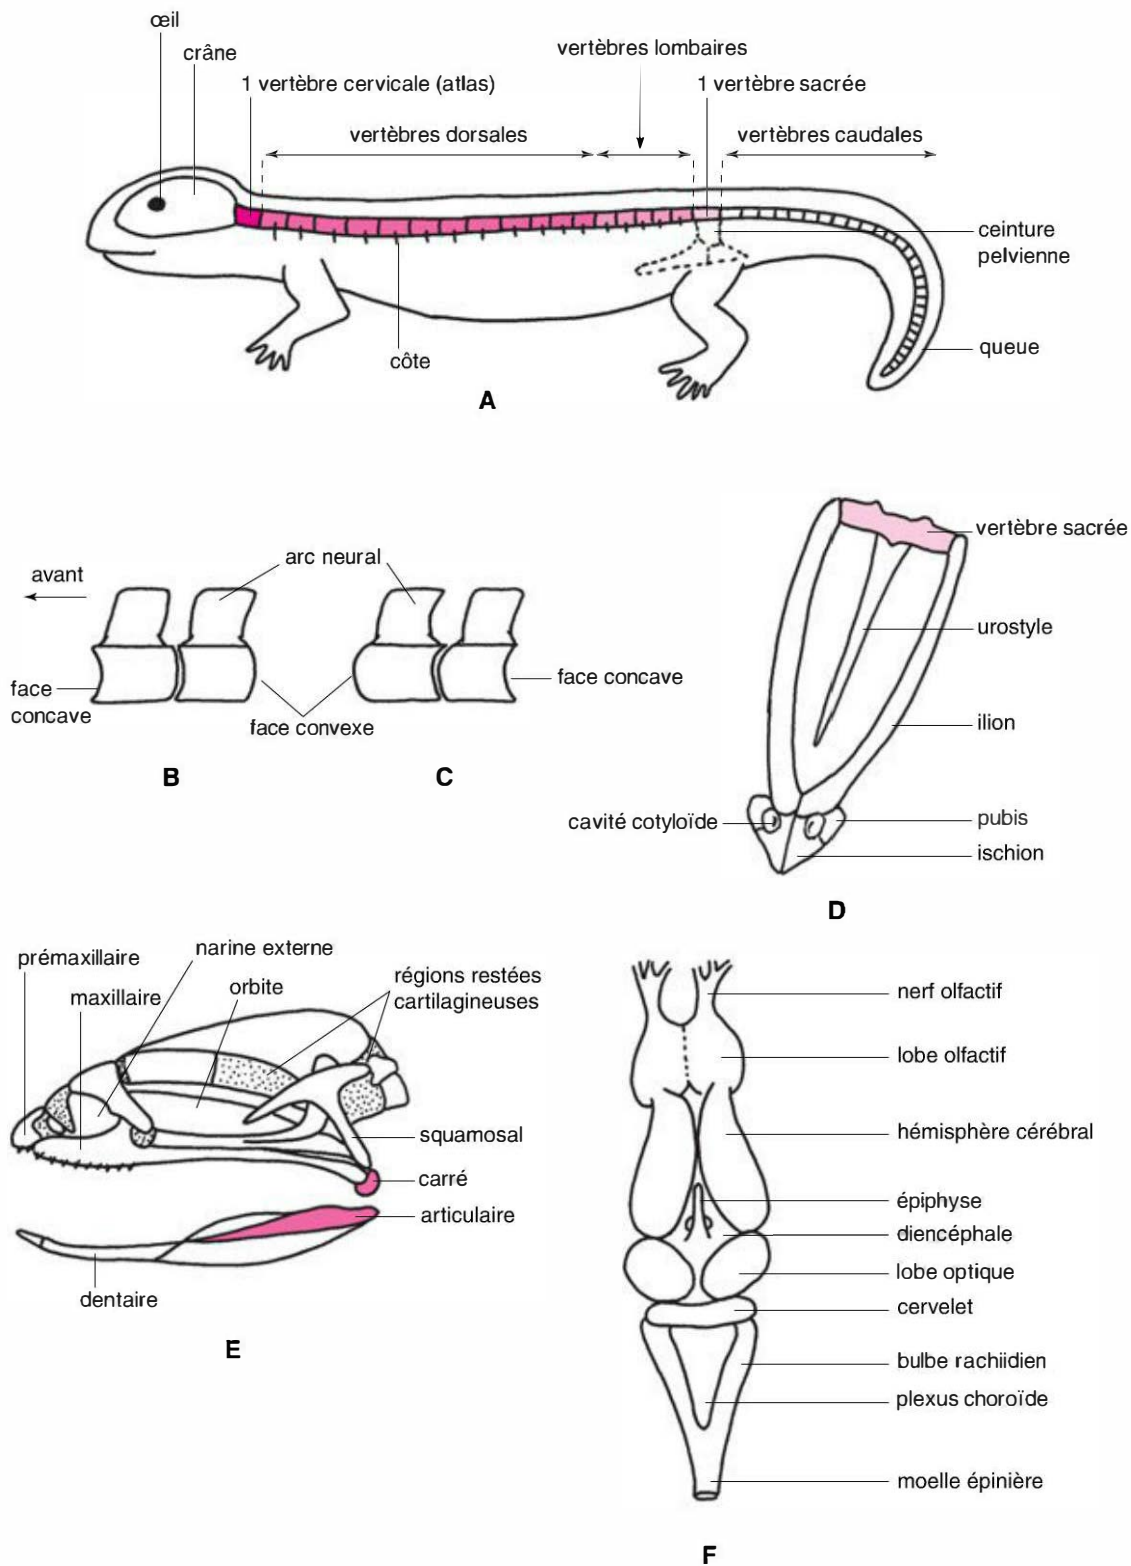 œil
crâne
vertèbres lombaires
1 vertèbre cervicale (atlas)
1 vertèbre sacrée
vertèbres dorsales
vertèbres caudales
ceinture
pelvienne
queue
côte
A
avant
arc neural
face
concave
face concave
face convexe
B
C
vertèbre sacrée
urostyle
ilion
cavité cotyloïde
pubis
ischion
D
prémaxillaire
narine externe
maxillaire
orbite
régions restées
cartilagineuses
squamosal
carré
articulaire
dentaire
E
nerf olfactif
lobe olfactif
hémisphère cérébral
épiphyse
diencéphale
lobe optique
cervelet
bulbe rachiidien
plexus choroïde
moelle épinière
F